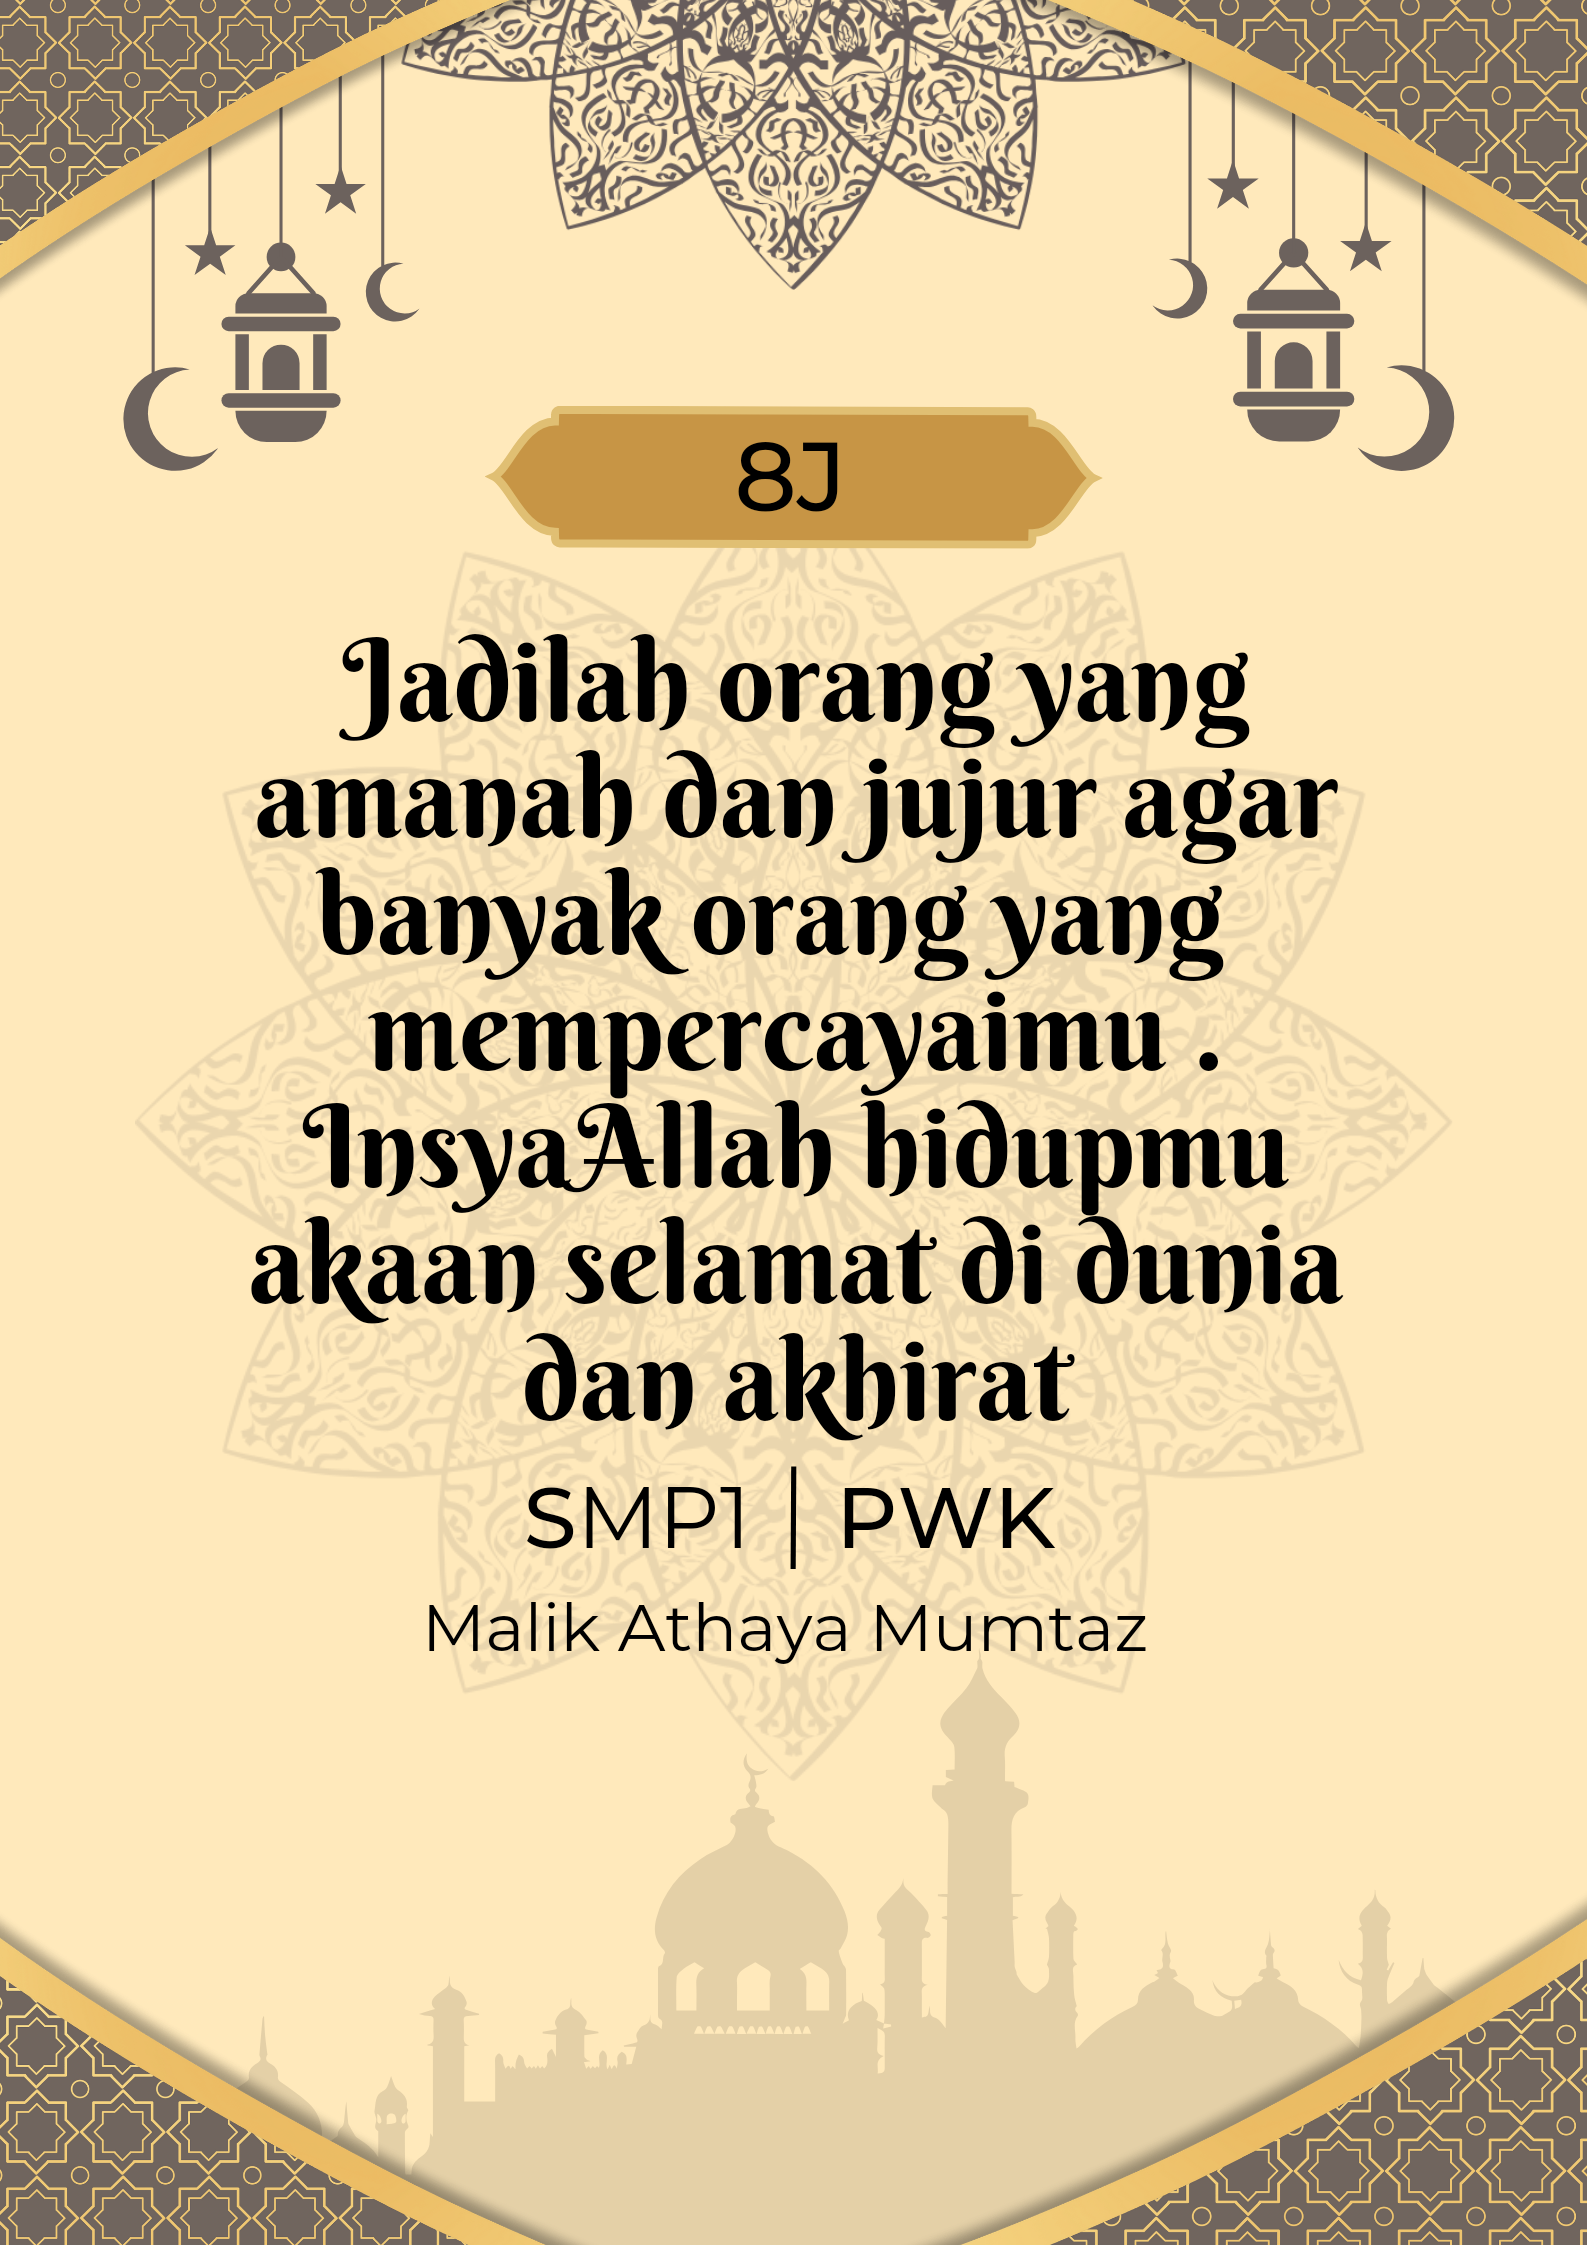 8J
Jadilah orang yang
amanah dan jujur agar
banyak orang yang
mempercayaimu .
InsyaAllah hidupmu
akaan selamat di dunia
dan akhirat
SMP1 | PWK
Malik Athaya Mumtaz